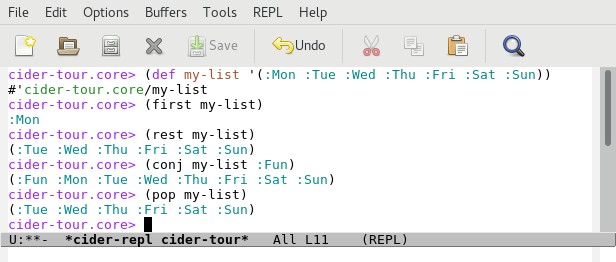 File Edit Options Buffers Tools REPL Help
Save Undo
cider-tour.core> (def my-list '(:Mon :Tue :Wed :Thu :Fri :Sat :Sun))
#'cider-tour.core/my-list
cider-tour.core> (first my-list)
:Mon
cider-tour.core> (rest my-list)
(:Tue :Wed :Thu :Fri :Sat :Sun)
cider-tour.core> (conj my-list :Fun)
(:Fun :Mon :Tue :Wed :Thu :Fri :Sat :Sun)
cider-tour.core> (pop my-list)
(:Tue :Wed :Thu :Fri :Sat :Sun)
cider-tour.core>
U:**- *cider-repl cider-tour* All L11 (REPL)